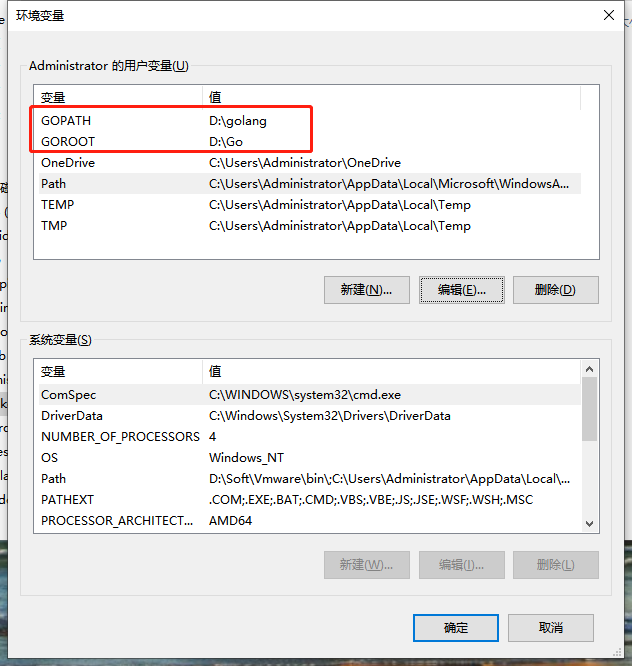 环境变量
Administrator 的用户变量(U)
变量 值
GOPATH D:\golang
GOROOT D:\Go
OneDrive C:\Users\Administrator\OneDrive
Path C:\Users\Administrator\AppData\Local\Microsoft\WindowsA...
TEMP C:\Users\Administrator\AppData\Local\Temp
TMP C:\Users\Administrator\AppData\Local\Temp
新建(N)... 编辑(E)... 删除(D)
系统变量(S)
变量 值
ComSpec C:\WINDOWS\system32\cmd.exe
DriverData C:\Windows\System32\Drivers\DriverData
NUMBER_OF_PROCESSORS 4
OS Windows_NT
Path D:\Soft\Vmware\bin\;C:\Users\Administrator\AppData\Local\...
PATHEXT .COM;.EXE;.BAT;.CMD;.VBS;.VBE;.JS;.JSE;.WSF;.WSH;.MSC
PROCESSOR_ARCHITECT... AMD64
新建(W)... 编辑(I)... 删除(L)
确定 取消